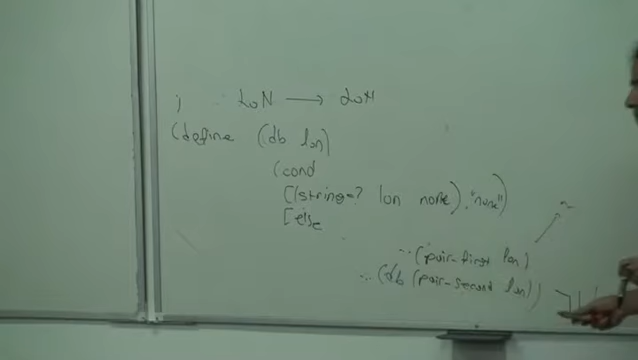 ; LoN → LoN
(define (db lon)
(cond
[(string=? lon none) "none")
[else
... (pair-first lon)
... (db (pair-second lon))